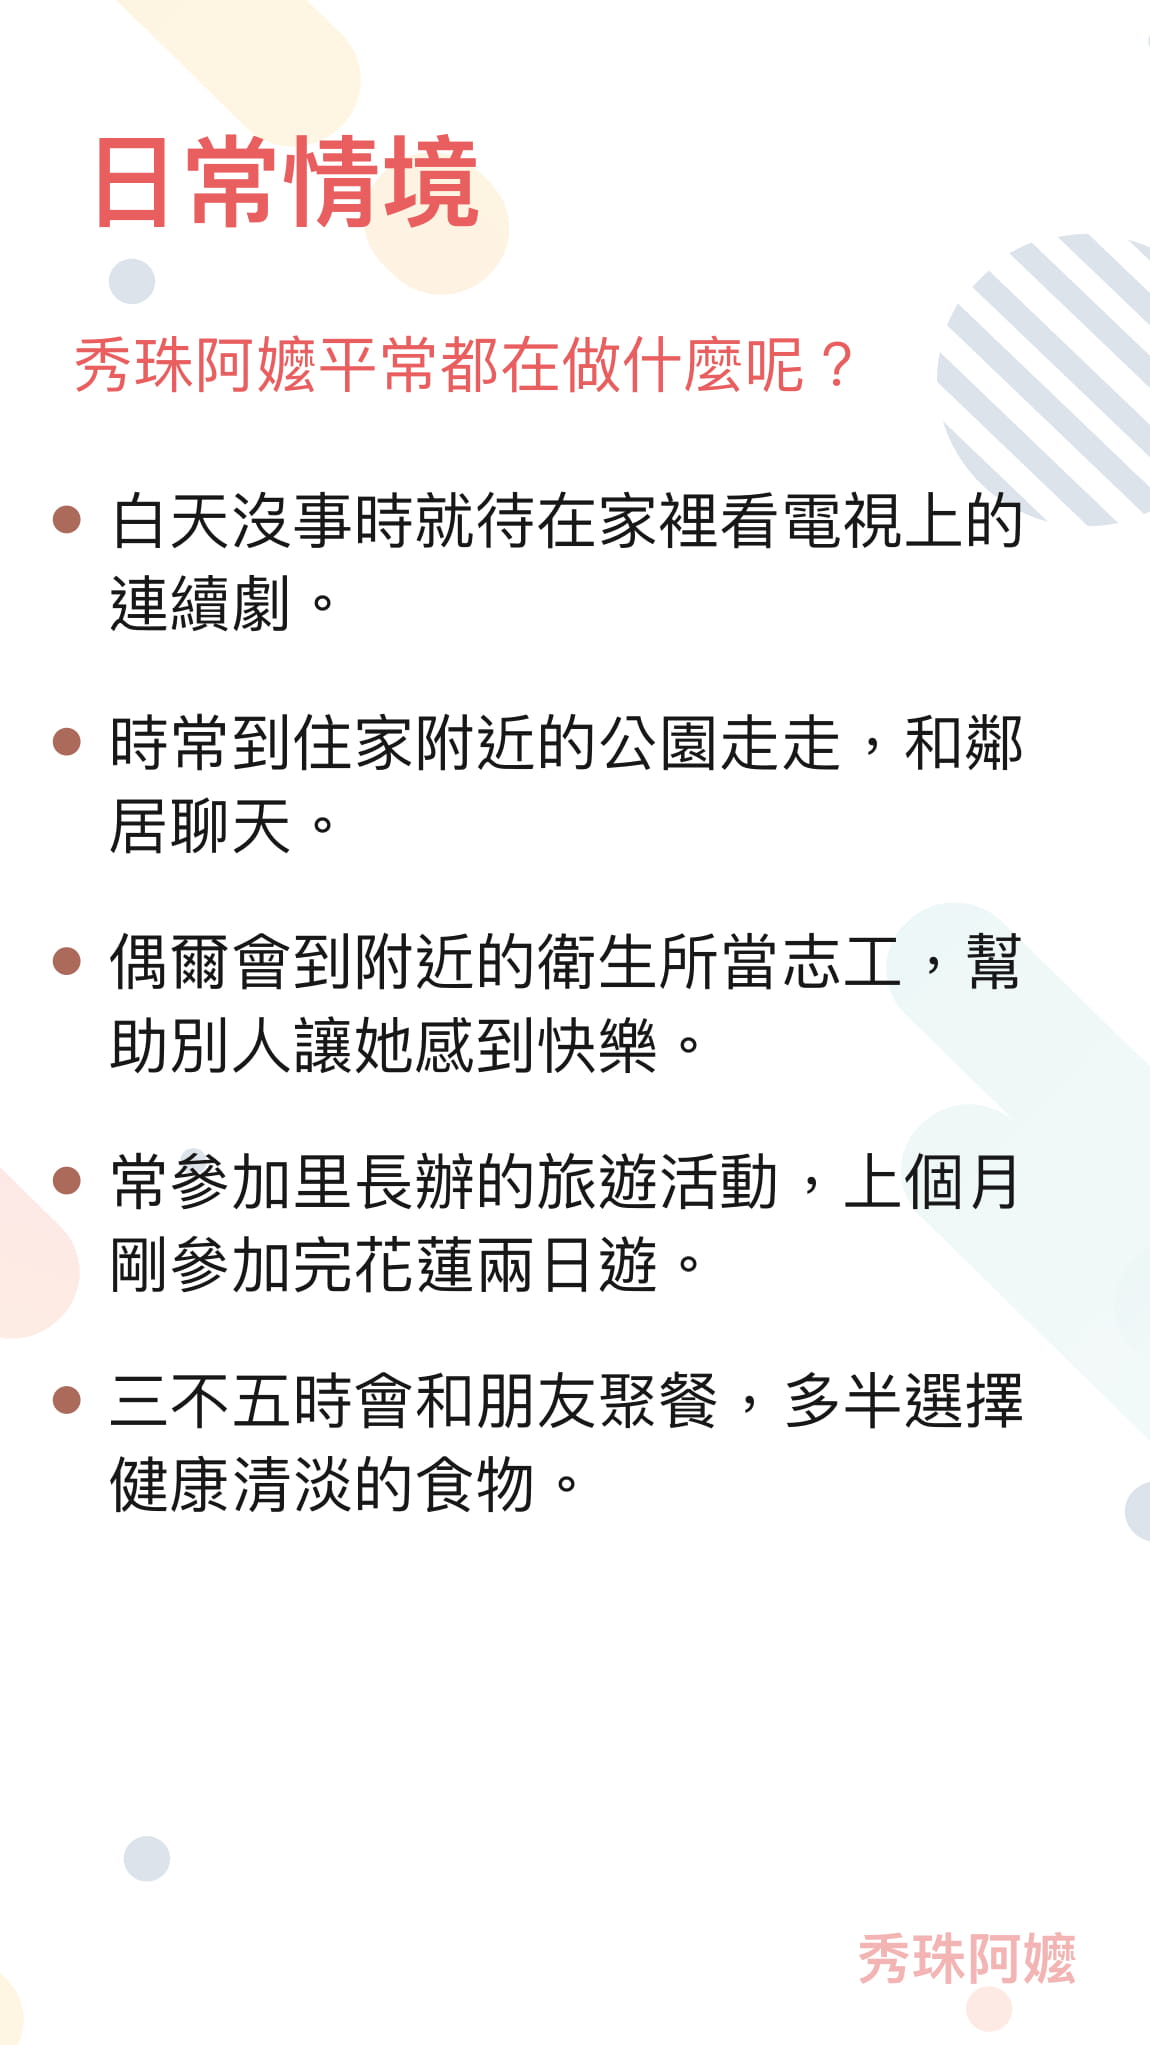 日常情境
秀珠阿嬤平常都在做什麼呢？
白天沒事時就待在家裡看電視上的
連續劇。
時常到住家附近的公園走走，和鄰
居聊天。
偶爾會到附近的衛生所當志工，幫
助別人讓她感到快樂。
常參加里長辦的旅遊活動，上個月
剛參加完花蓮兩日遊。
三不五時會和朋友聚餐，多半選擇
健康清淡的食物。
秀珠阿嬤